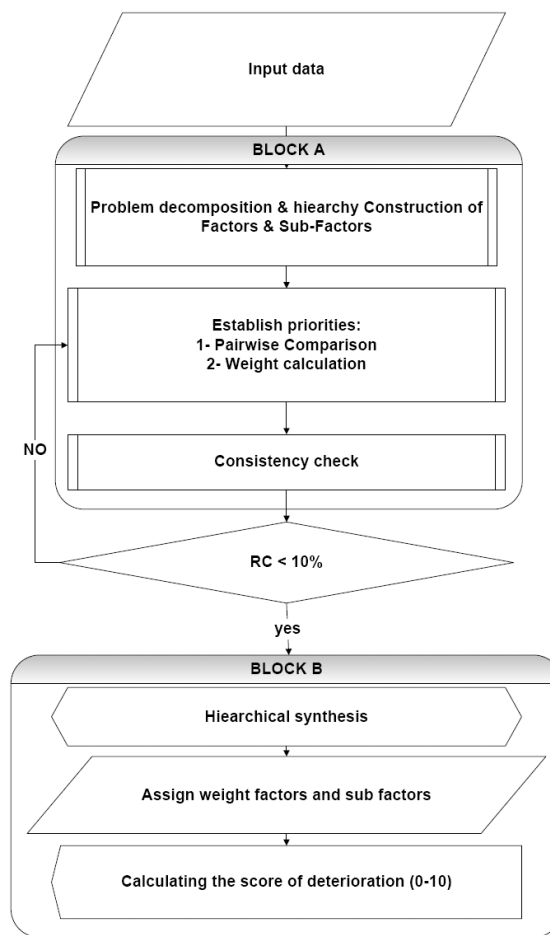 Input data
BLOCK A
Problem decomposition & hiearchy Construction of
Factors & Sub-Factors
Establish priorities:
1- Pairwise Comparison
2- Weight calculation
NO
Consistency check
RC < 10%
yes
BLOCK B
Hiearchical synthesis
Assign weight factors and sub factors
Calculating the score of deterioration (0-10)